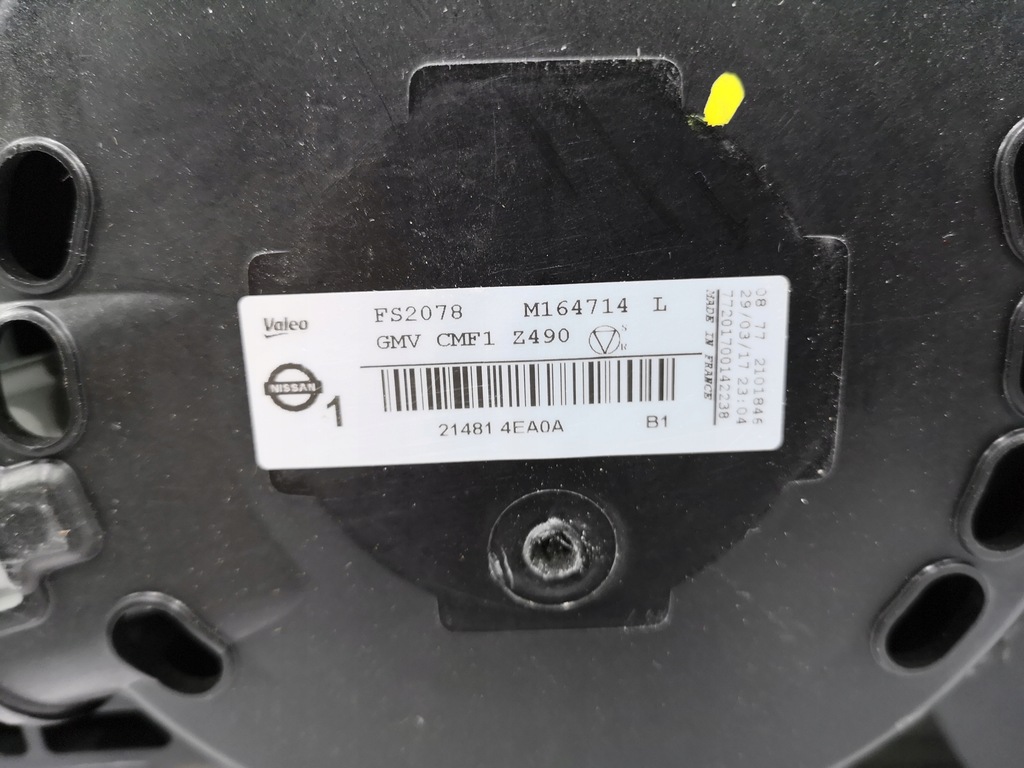 Valeo
NISSAN
1
FS2078 M164714 L
GMV CMF1 Z490
21481 4EA0A B1
MADE IN FRANCE
77201700142238
29/03/17 23:04
08 77 2101846